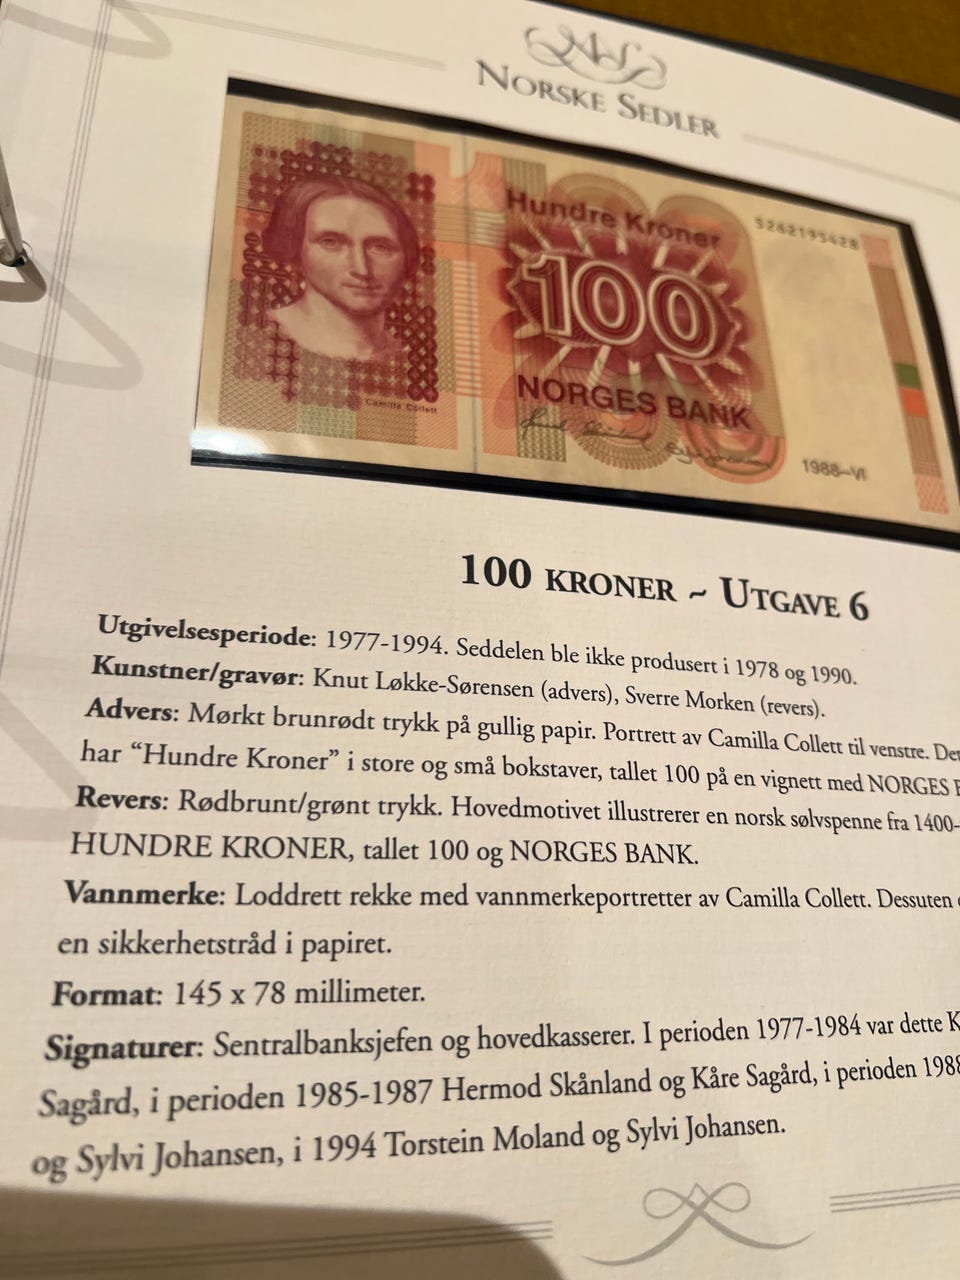 NORSKE SEDLER
Hundre Kroner
5262195628
100
NORGES BANK
Camilla Collett
1988-VI
100 KRONER ~ UTGAVE 6
Utgivelsesperiode: 1977-1994. Seddelen ble ikke produsert i 1978 og 1990.
Kunstner/gravør: Knut Løkke-Sørensen (advers), Sverre Morken (revers).
Advers: Mørkt brunrødt trykk på gullig papir. Portrett av Camilla Collett til venstre.
har “Hundre Kroner” i store og små bokstaver, tallet 100 på en vignett med NORGES
Revers: Rødbrunt/grønt trykk. Hovedmotivet illustrerer en norsk sølvspenne fra 1400-
HUNDRE KRONER, tallet 100 og NORGES BANK.
Vannmerke: Loddrett rekke med vannmerkeportretter av Camilla Collett. Dessuten
en sikkerhetstråd i papiret.
Format: 145 x 78 millimeter.
Signaturer: Sentralbanksjefen og hovedkasserer. I perioden 1977-1984 var dette
Sagård, i perioden 1985-1987 Hermod Skånland og Kåre Sagård, i perioden 1988
og Sylvi Johansen, i 1994 Torstein Moland og Sylvi Johansen.